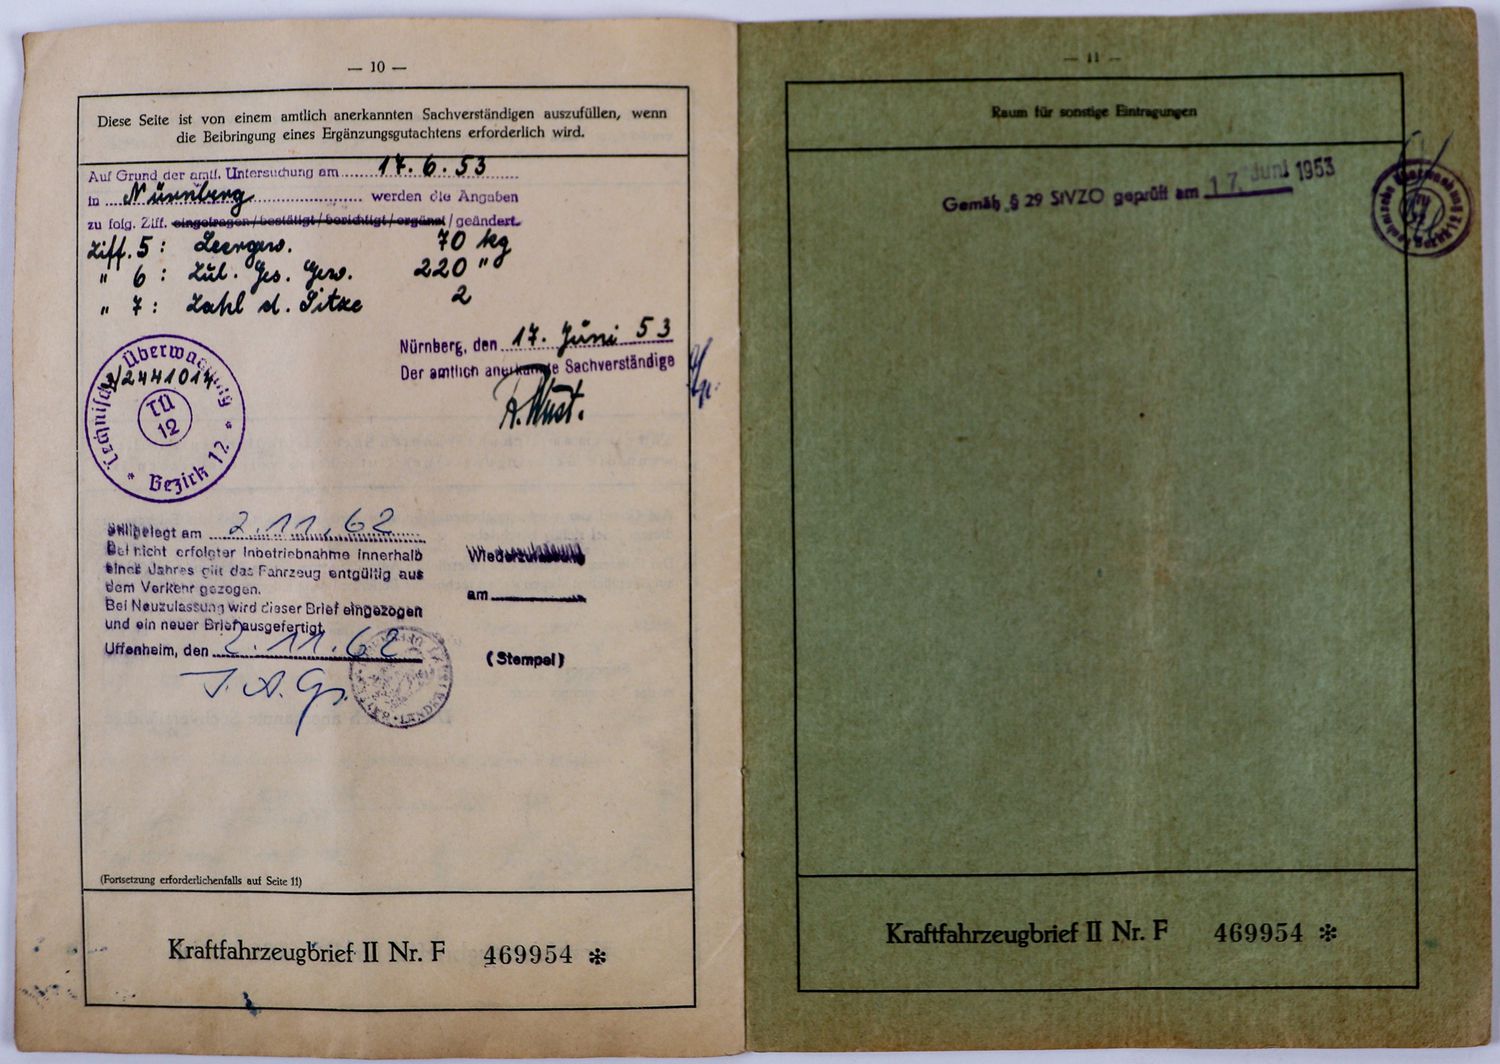 — 10 —
Diese Seite ist von einem amtlich anerkannten Sachverständigen auszufüllen, wenn
die Beibringung eines Ergänzungsgutachtens erforderlich wird.
Auf Grund der amtl. Untersuchung am 17. 6. 53
in Nürnberg werden die Angaben
zu folg. Ziff. eingetragen / bestätigt / berichtigt / ergänzt / geändert.
Ziff. 5 : Leergew. 70 kg
" 6 : Zul. Ges. Gew. 220 "
" 7 : Zahl d. Sitze 2
Nürnberg, den 17. Juni 53
Der amtlich anerkannte Sachverständige
Technische Überwachung
2441014
TÜ
12
* Bezirk 12 *
Stillgelegt am 2.11.62
Bei nicht erfolgter Inbetriebnahme innerhalb
eines Jahres gilt das Fahrzeug entgültig aus
dem Verkehr gezogen.
Bei Neuzulassung wird dieser Brief eingezogen
und ein neuer Brief ausgefertigt.
Uffenheim, den 2.11.62
Wiederzulassung
am
(Stempel)
(Fortsetzung erforderlichenfalls auf Seite 11)
Kraftfahrzeugbrief II Nr. F 469954 *
— 11 —
Raum für sonstige Eintragungen
Gemäß § 29 StVZO geprüft am 17. Juni 1953
Kraftfahrzeugbrief II Nr. F 469954 *